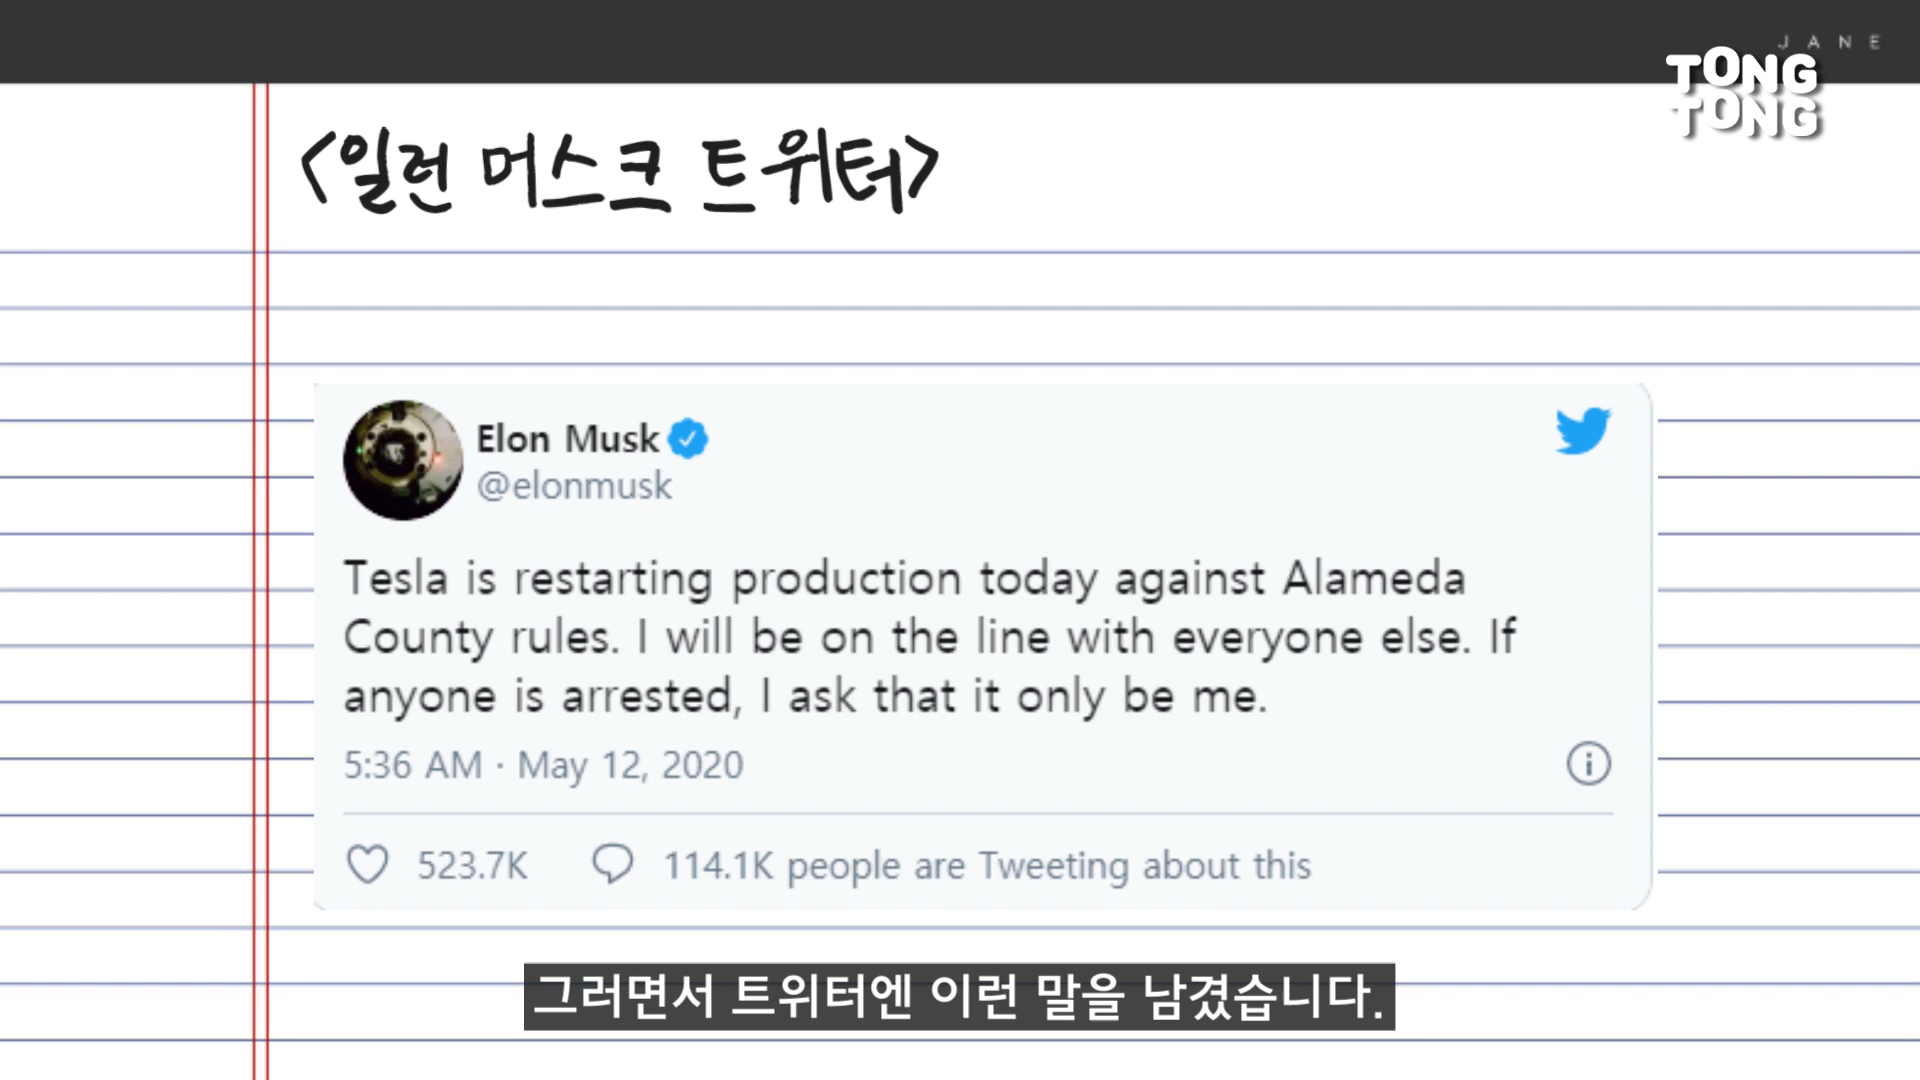 JANE
TONG
TONG
<일런 머스크 트위터>
Elon Musk
@elonmusk
Tesla is restarting production today against Alameda
County rules. I will be on the line with everyone else. If
anyone is arrested, I ask that it only be me.
5:36 AM · May 12, 2020
523.7K 114.1K people are Tweeting about this
그러면서 트위터엔 이런 말을 남겼습니다.